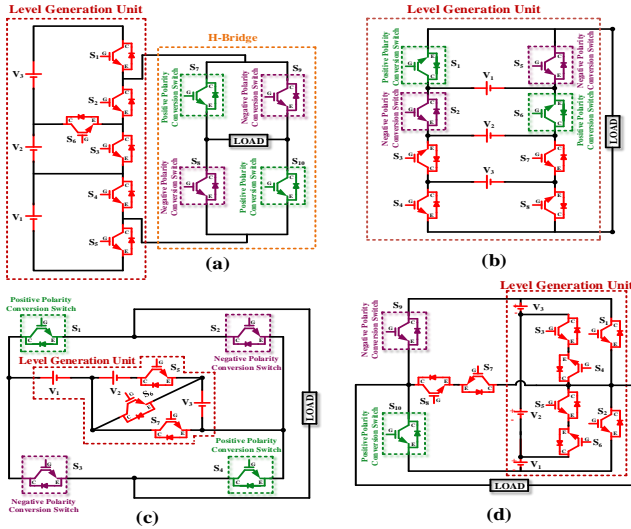 Level Generation Unit
H-Bridge
S1
S2
S3
S4
S5
S6
V3
V2
V1
S7
S9
S8
S10
Positive Polarity
Conversion Switch
Negative Polarity
Conversion Switch
LOAD
Negative Polarity
Conversion Switch
Positive Polarity
Conversion Switch
(a)
Level Generation Unit
Positive Polarity
Conversion Switch
S1
S5
Negative Polarity
Conversion Switch
V1
Negative Polarity
Conversion Switch
S2
S6
Positive Polarity
Conversion Switch
V2
S3
S7
V3
S4
S8
LOAD
(b)
Positive Polarity
Conversion Switch
S1
S2
Negative Polarity
Conversion Switch
Level Generation Unit
V1
V2
S5
S6
S7
V3
LOAD
S3
Negative Polarity
Conversion Switch
Positive Polarity
Conversion Switch
S4
(c)
Level Generation Unit
S9
Negative Polarity
Conversion Switch
V3
S3
S1
S4
S7
S8
S10
Positive Polarity
Conversion Switch
V2
S5
S2
S6
V1
LOAD
(d)